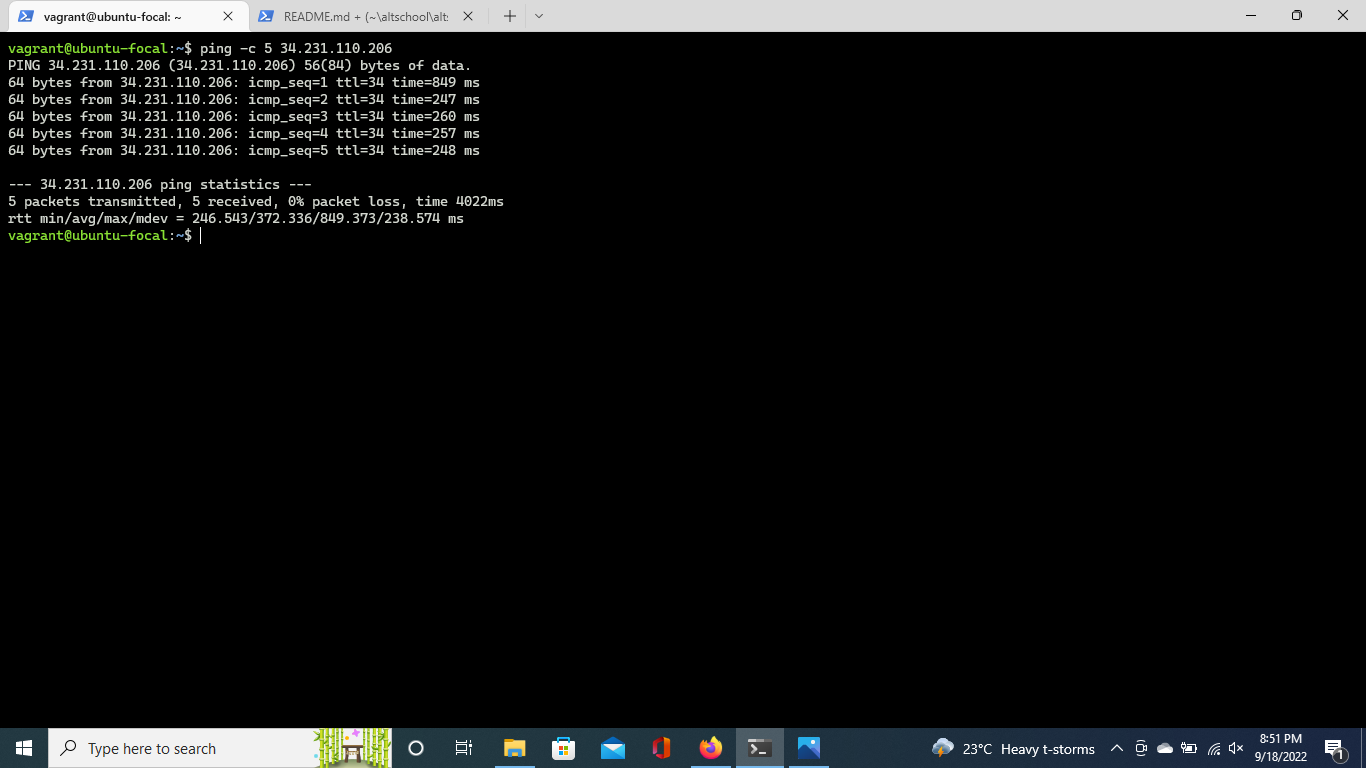 vagrant@ubuntu-focal: ~
README.md + (~\altschool\alt
vagrant@ubuntu-focal:~$ ping -c 5 34.231.110.206
PING 34.231.110.206 (34.231.110.206) 56(84) bytes of data.
64 bytes from 34.231.110.206: icmp_seq=1 ttl=34 time=849 ms
64 bytes from 34.231.110.206: icmp_seq=2 ttl=34 time=247 ms
64 bytes from 34.231.110.206: icmp_seq=3 ttl=34 time=260 ms
64 bytes from 34.231.110.206: icmp_seq=4 ttl=34 time=257 ms
64 bytes from 34.231.110.206: icmp_seq=5 ttl=34 time=248 ms
--- 34.231.110.206 ping statistics ---
5 packets transmitted, 5 received, 0% packet loss, time 4022ms
rtt min/avg/max/mdev = 246.543/372.336/849.373/238.574 ms
vagrant@ubuntu-focal:~$
Type here to search
23°C Heavy t-storms
8:51 PM
9/18/2022
1